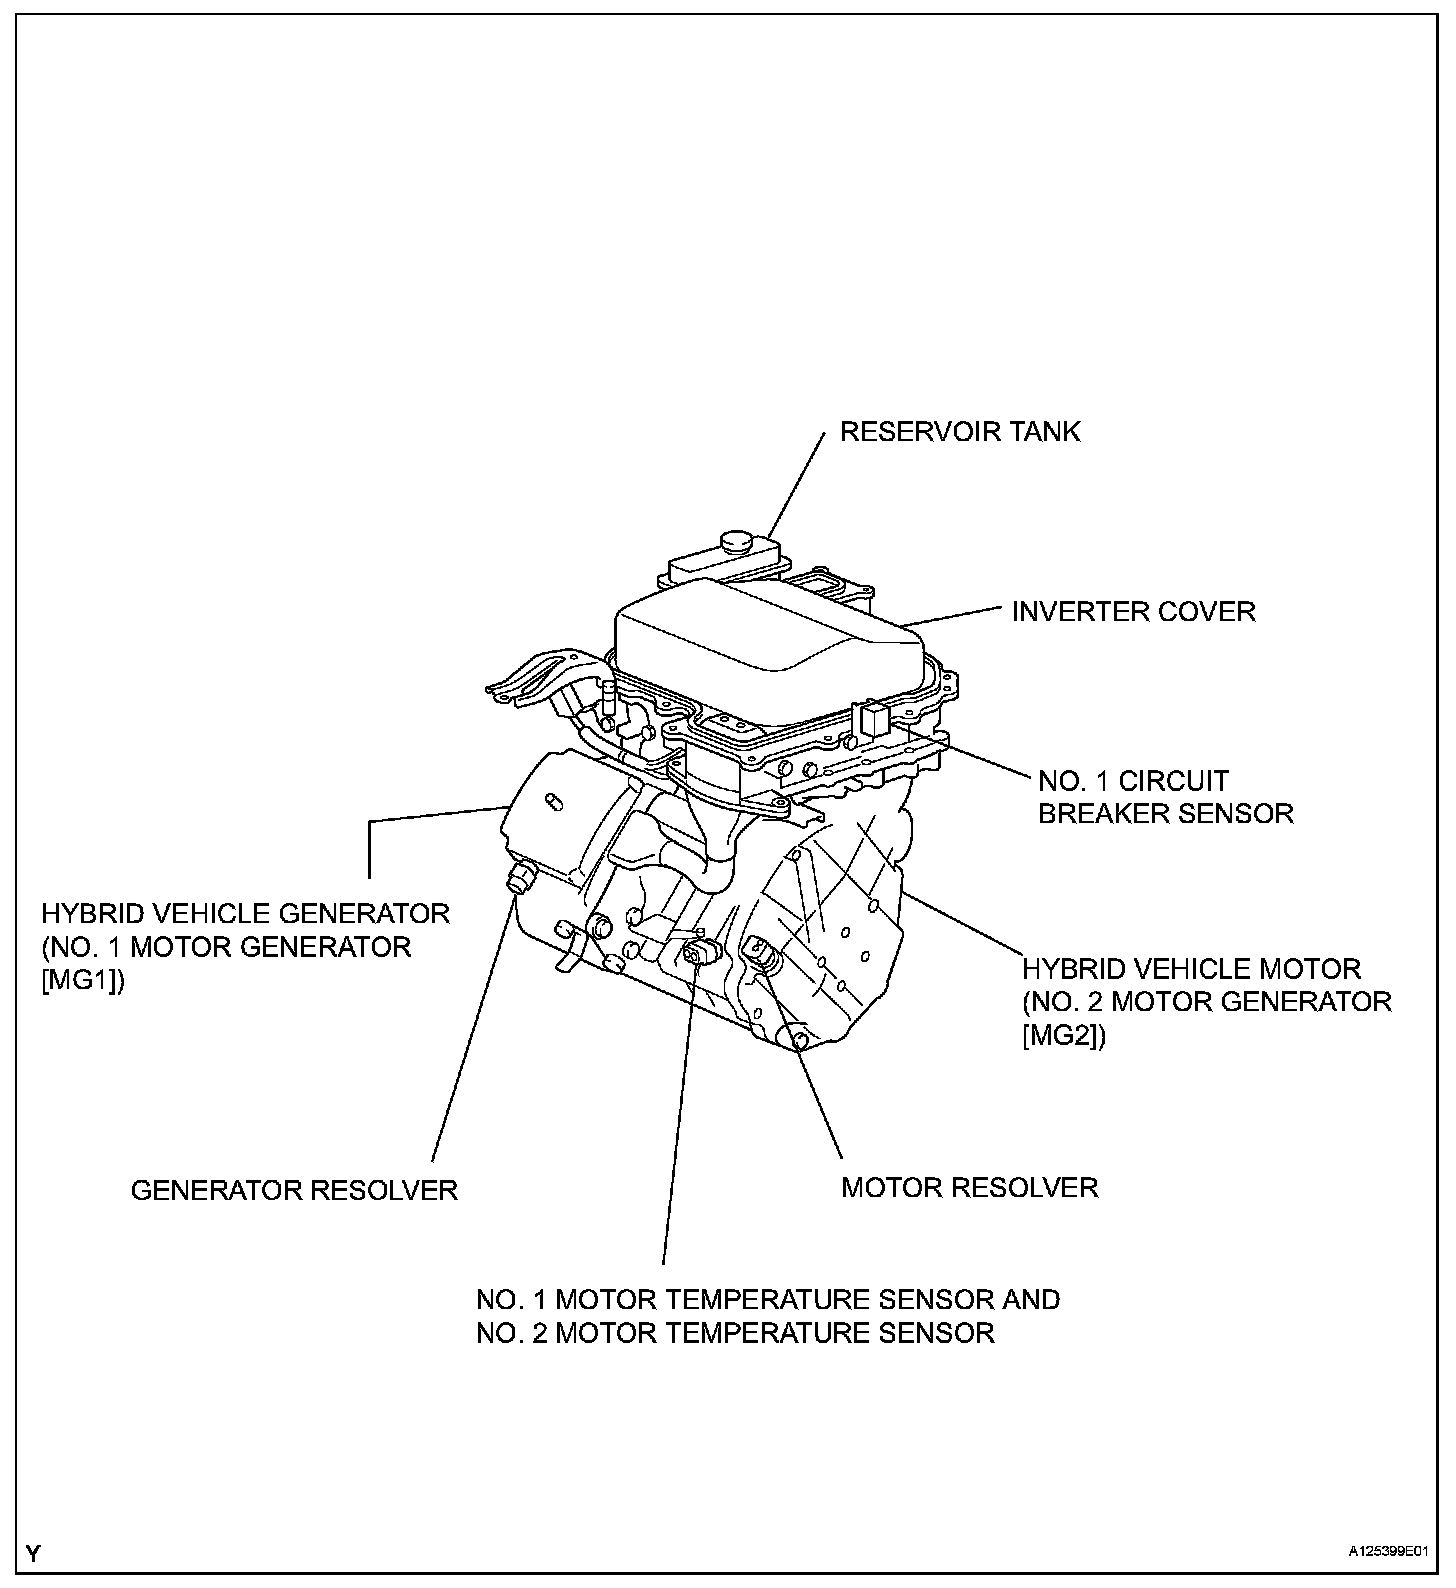 RESERVOIR TANK
INVERTER COVER
NO. 1 CIRCUIT
BREAKER SENSOR
HYBRID VEHICLE GENERATOR
(NO. 1 MOTOR GENERATOR
[MG1])
HYBRID VEHICLE MOTOR
(NO. 2 MOTOR GENERATOR
[MG2])
GENERATOR RESOLVER
MOTOR RESOLVER
NO. 1 MOTOR TEMPERATURE SENSOR AND
NO. 2 MOTOR TEMPERATURE SENSOR
Y
A125399E01